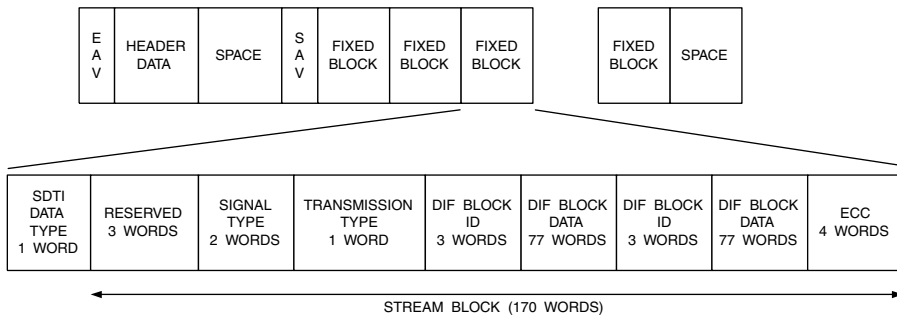 E
A
V
HEADER
DATA
SPACE
S
A
V
FIXED
BLOCK
FIXED
BLOCK
FIXED
BLOCK
FIXED
BLOCK
SPACE
SDTI
DATA
TYPE
1 WORD
RESERVED
3 WORDS
SIGNAL
TYPE
2 WORDS
TRANSMISSION
TYPE
1 WORD
DIF BLOCK
ID
3 WORDS
DIF BLOCK
DATA
77 WORDS
DIF BLOCK
ID
3 WORDS
DIF BLOCK
DATA
77 WORDS
ECC
4 WORDS
STREAM BLOCK (170 WORDS)